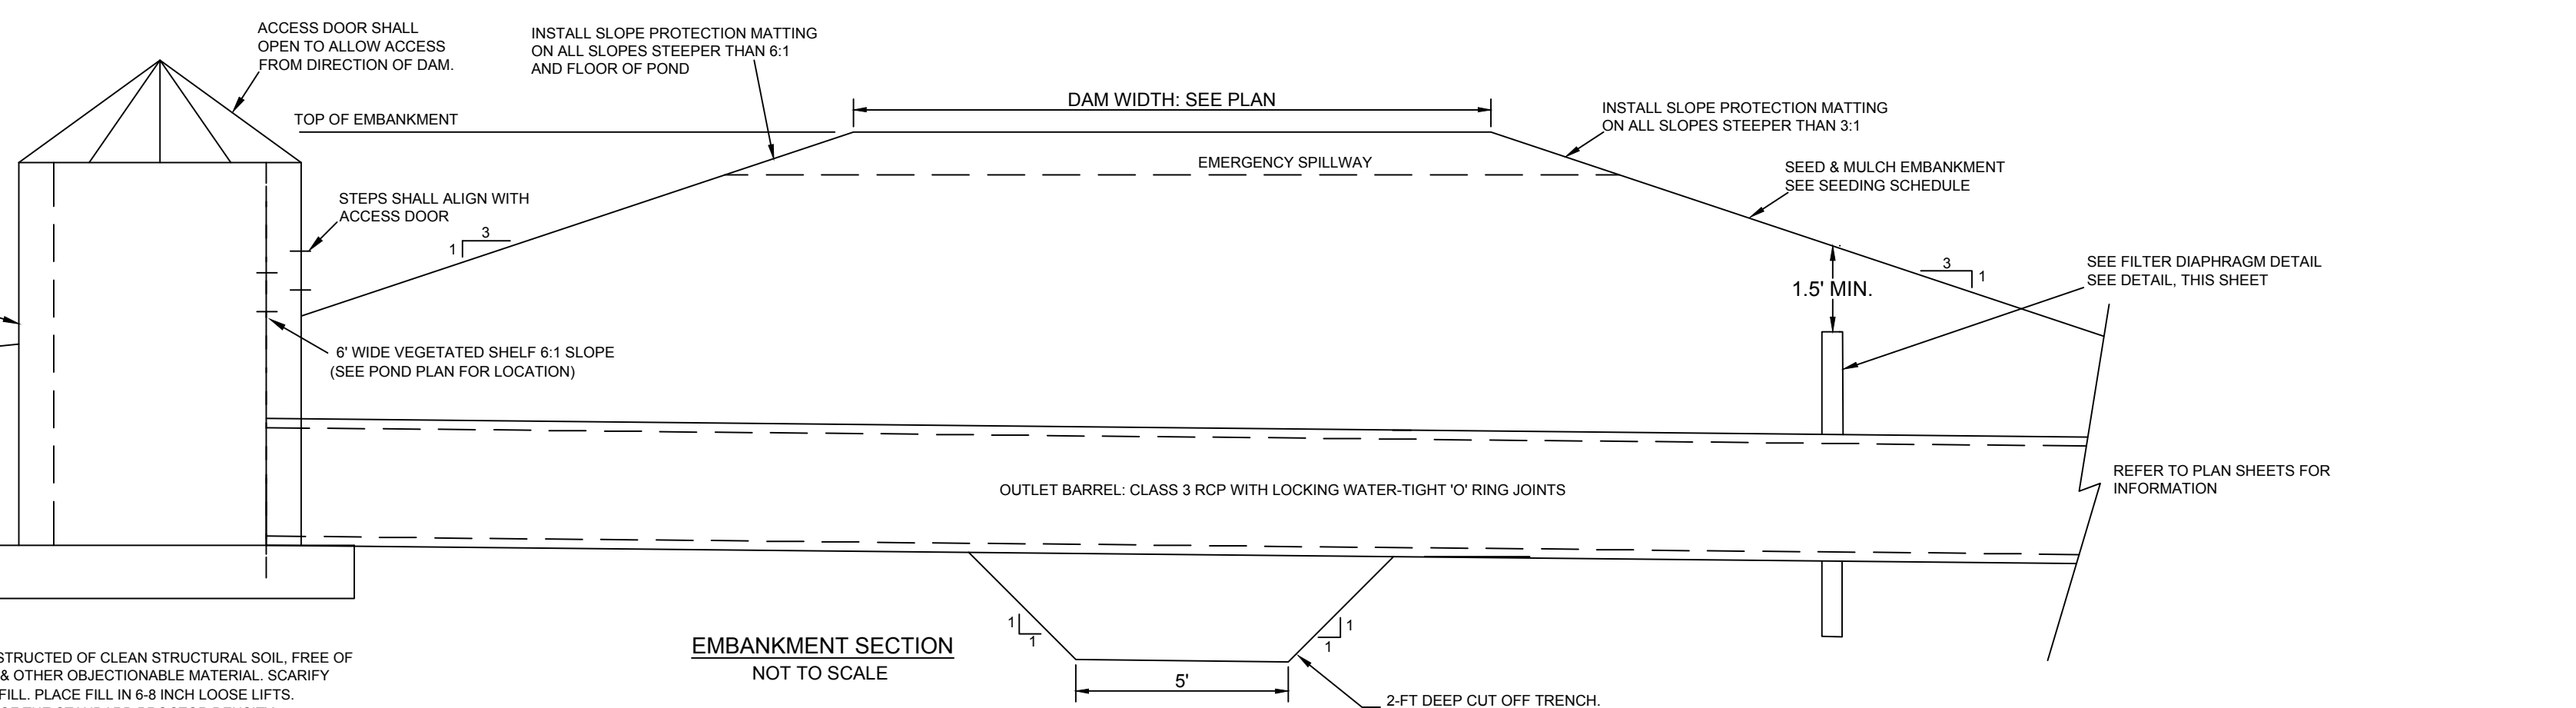 ACCESS DOOR SHALL
OPEN TO ALLOW ACCESS
FROM DIRECTION OF DAM.
INSTALL SLOPE PROTECTION MATTING
ON ALL SLOPES STEEPER THAN 6:1
AND FLOOR OF POND
DAM WIDTH: SEE PLAN
INSTALL SLOPE PROTECTION MATTING
ON ALL SLOPES STEEPER THAN 3:1
TOP OF EMBANKMENT
EMERGENCY SPILLWAY
SEED & MULCH EMBANKMENT
SEE SEEDING SCHEDULE
STEPS SHALL ALIGN WITH
ACCESS DOOR
3
1
SEE FILTER DIAPHRAGM DETAIL
SEE DETAIL, THIS SHEET
3
1
1.5' MIN.
6' WIDE VEGETATED SHELF 6:1 SLOPE
(SEE POND PLAN FOR LOCATION)
OUTLET BARREL: CLASS 3 RCP WITH LOCKING WATER-TIGHT 'O' RING JOINTS
REFER TO PLAN SHEETS FOR
INFORMATION
1
1
1
1
EMBANKMENT SECTION
NOT TO SCALE
5'
2-FT DEEP CUT OFF TRENCH.
STRUCTED OF CLEAN STRUCTURAL SOIL, FREE OF
& OTHER OBJECTIONABLE MATERIAL. SCARIFY
FILL. PLACE FILL IN 6-8 INCH LOOSE LIFTS.